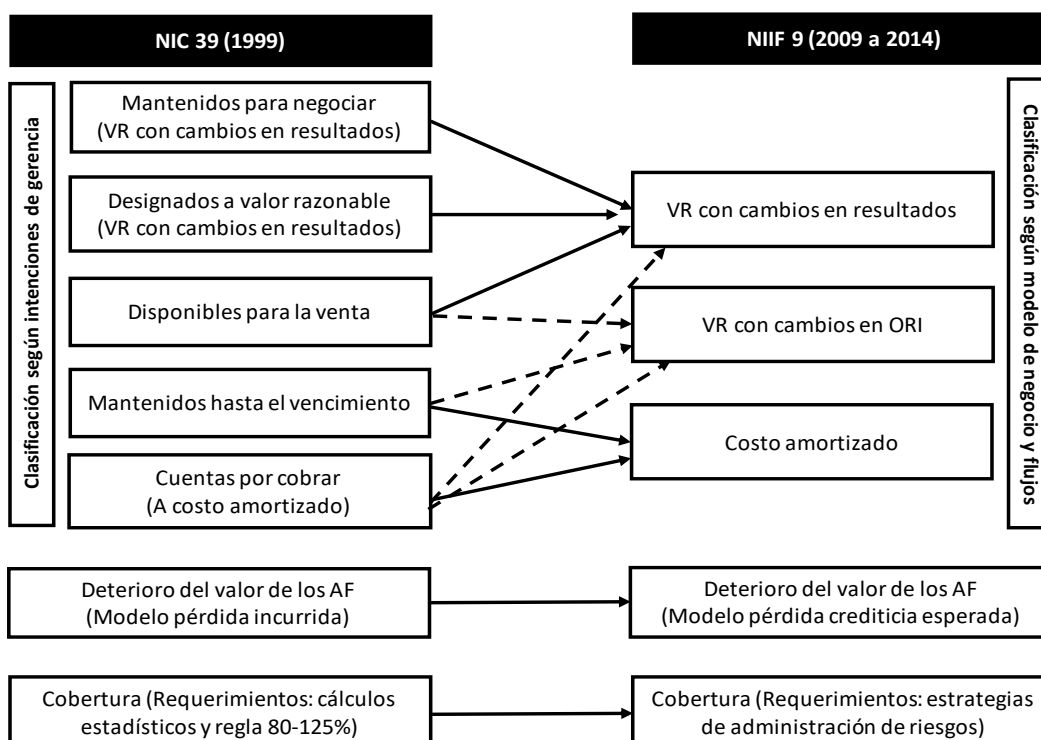 NIC 39 (1999)
NIIF 9 (2009 a 2014)
Clasificación según intenciones de gerencia
Mantenidos para negociar
(VR con cambios en resultados)
Designados a valor razonable
(VR con cambios en resultados)
Disponibles para la venta
Mantenidos hasta el vencimiento
Cuentas por cobrar
(A costo amortizado)
VR con cambios en resultados
VR con cambios en ORI
Costo amortizado
Clasificación según modelo de negocio y flujos
Deterioro del valor de los AF
(Modelo pérdida incurrida)
Deterioro del valor de los AF
(Modelo pérdida crediticia esperada)
Cobertura (Requerimientos: cálculos
estadísticos y regla 80-125%)
Cobertura (Requerimientos: estrategias
de administración de riesgos)